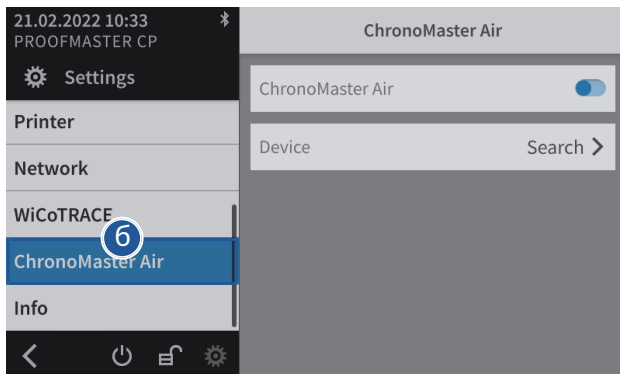 21.02.2022 10:33
PROOFMASTER CP
Settings
Printer
Network
WiCoTRACE
6
ChronoMaster Air
Info
ChronoMaster Air
ChronoMaster Air
Device
Search